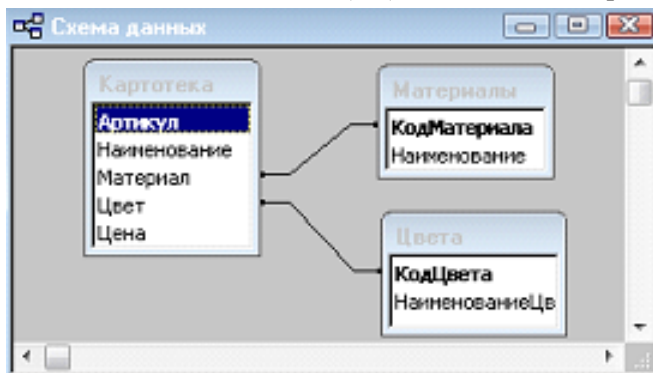 Схема данных
Картотека
Артикул
Наименование
Материал
Цвет
Цена
Материалы
КодМатериала
Наименование
Цвета
КодЦвета
НаименованиеЦв